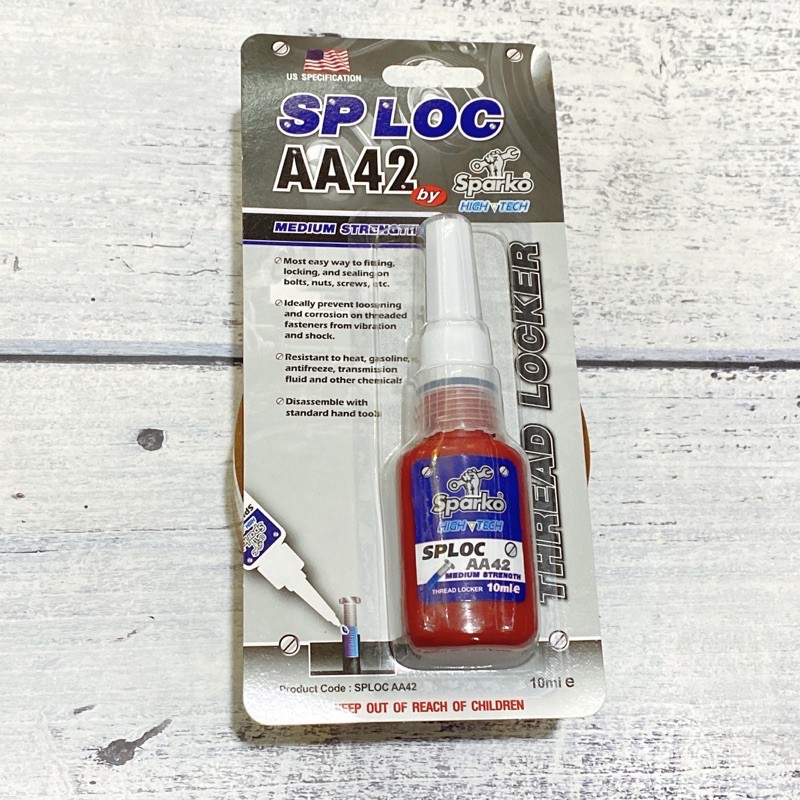 US SPECIFICATION
SP LOC
AA42
by
Sparko
HIGH TECH
MEDIUM STRENGTH
Most easy way to fitting,
locking, and sealing on
bolts, nuts, screws, etc.
Ideally prevent loosening
and corrosion on threaded
fasteners from vibration
and shock.
Resistant to heat, gasoline,
antifreeze, transmission
fluid and other chemicals
Disassemble with
standard hand tools
THREAD LOCKER
Sparko
HIGH TECH
SPLOC
AA42
MEDIUM STRENGTH
THREAD LOCKER 10ml e
Product Code : SPLOC AA42
10ml e
KEEP OUT OF REACH OF CHILDREN